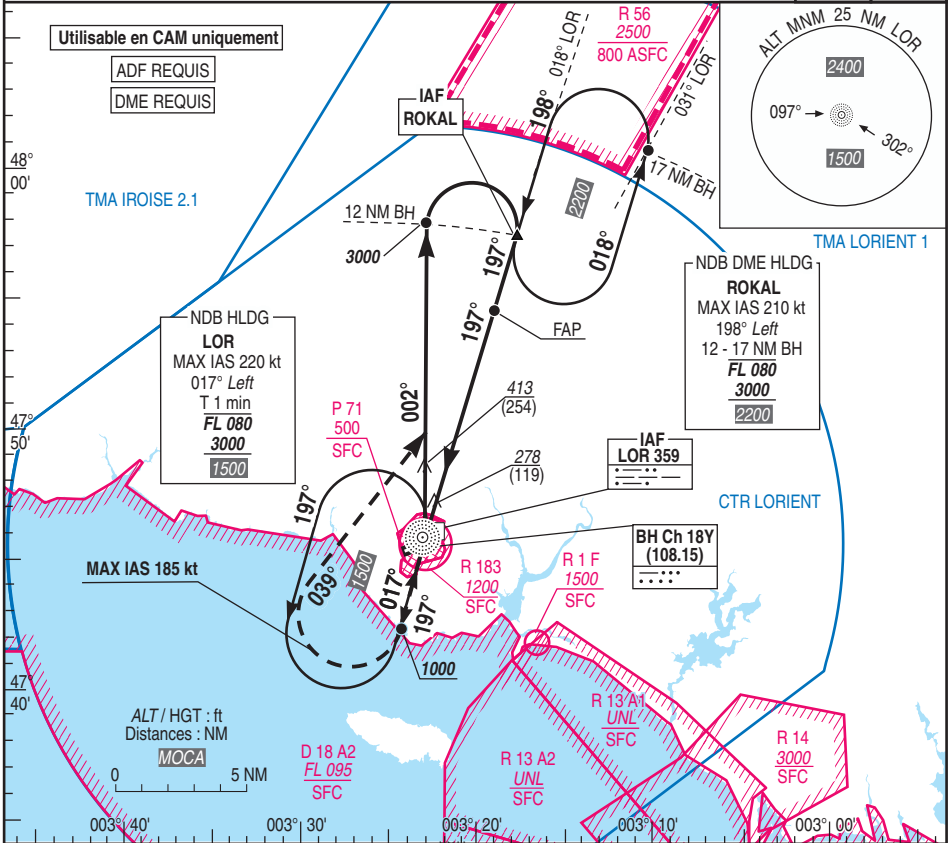 Utilisable en CAM uniquement
ADF REQUIS
DME REQUIS
R 56
2500
800 ASFC
018° LOR
031° LOR
ALT MNM 25 NM LOR
2400
097°
302°
1500
IAF
ROKAL
198°
48°
00'
17 NM BH
TMA IROISE 2.1
2200
12 NM BH
3000
197°
018°
TMA LORIENT 1
NDB DME HLDG
ROKAL
MAX IAS 210 kt
198° Left
12 - 17 NM BH
FL 080
3000
2200
NDB HLDG
LOR
MAX IAS 220 kt
017° Left
T 1 min
FL 080
3000
1500
197°
FAP
002°
413
(254)
47°
50'
P 71
500
SFC
278
(119)
IAF
LOR 359
CTR LORIENT
197°
BH Ch 18Y
(108.15)
MAX IAS 185 kt
039°
1500
017°
197°
R 183
1200
SFC
R 1 F
1500
SFC
1000
47°
40'
ALT / HGT : ft
Distances : NM
MOCA
0 5 NM
D 18 A2
FL 095
SFC
R 13 A1
UNL
SFC
R 13 A2
UNL
SFC
R 14
3000
SFC
003° 40'
003° 30'
003° 20'
003° 10'
003° 00'